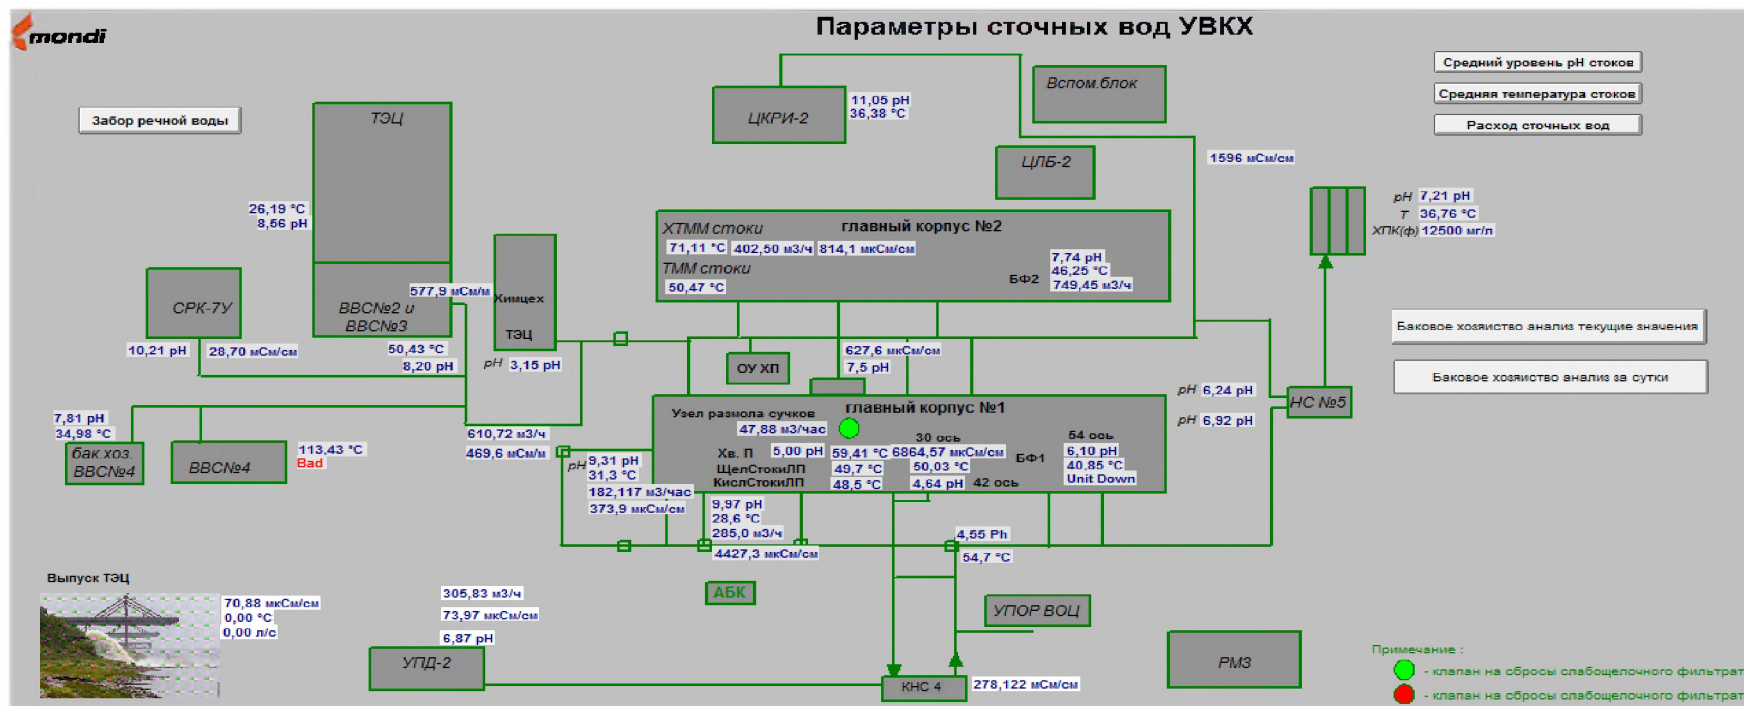 mondi
Параметры сточных вод УВКХ
Забор речной воды
ТЭЦ
ЦКРИ-2
11,05 pH
36,38 °C
Вспом.блок
ЦЛБ-2
Средний уровень pH стоков
Средняя температура стоков
Расход сточных вод
1596 мСм/см
pH 7,21 pH
T 36,76 °C
ХПК(ф) 12500 мг/л
26,19 °C
8,56 pH
ХТММ стоки
главный корпус №2
71,11 °C 402,50 м3/ч 814,1 мкСм/см
ТММ стоки
50,47 °C
БФ2
7,74 pH
46,25 °C
749,45 м3/ч
СРК-7У
577,9 мСм/м
ВВС№2 и
ВВС№3
Химцех
ТЭЦ
10,21 pH
28,70 мСм/см
50,43 °C
8,20 pH
pH 3,15 pH
ОУ ХП
627,6 мкСм/см
7,5 pH
Баковое хозяиство анализ текущие значения
Баковое хозяиство анализ за сутки
pH 6,24 pH
pH 6,92 pH
НС №5
7,81 pH
34,98 °C
бак.хоз.
ВВС№4
ВВС№4
113,43 °C
Bad
610,72 м3/ч
469,6 мСм/м
Узел размола сучков
главный корпус №1
47,88 м3/час
30 ось
54 ось
Хв. П
5,00 pH
59,41 °C
6864,57 мкСм/см
БФ1
6,10 pH
ЩелСтокиЛП
49,7 °C
50,03 °C
40,85 °C
КислСтокиЛП
48,5 °C
4,64 pH
42 ось
Unit Down
pH 9,31 pH
31,3 °C
182,117 м3/час
373,9 мкСм/см
9,97 pH
28,6 °C
285,0 м3/ч
4427,3 мкСм/см
4,55 Ph
54,7 °C
Выпуск ТЭЦ
70,88 мкСм/см
0,00 °C
0,00 л/с
305,83 м3/ч
73,97 мкСм/см
6,87 pH
УПД-2
АБК
УПОР ВОЦ
КНС 4
278,122 мСм/см
РМЗ
Примечание :
- клапан на сбросы слабощелочного фильтрат
- клапан на сбросы слабощелочного фильтрат